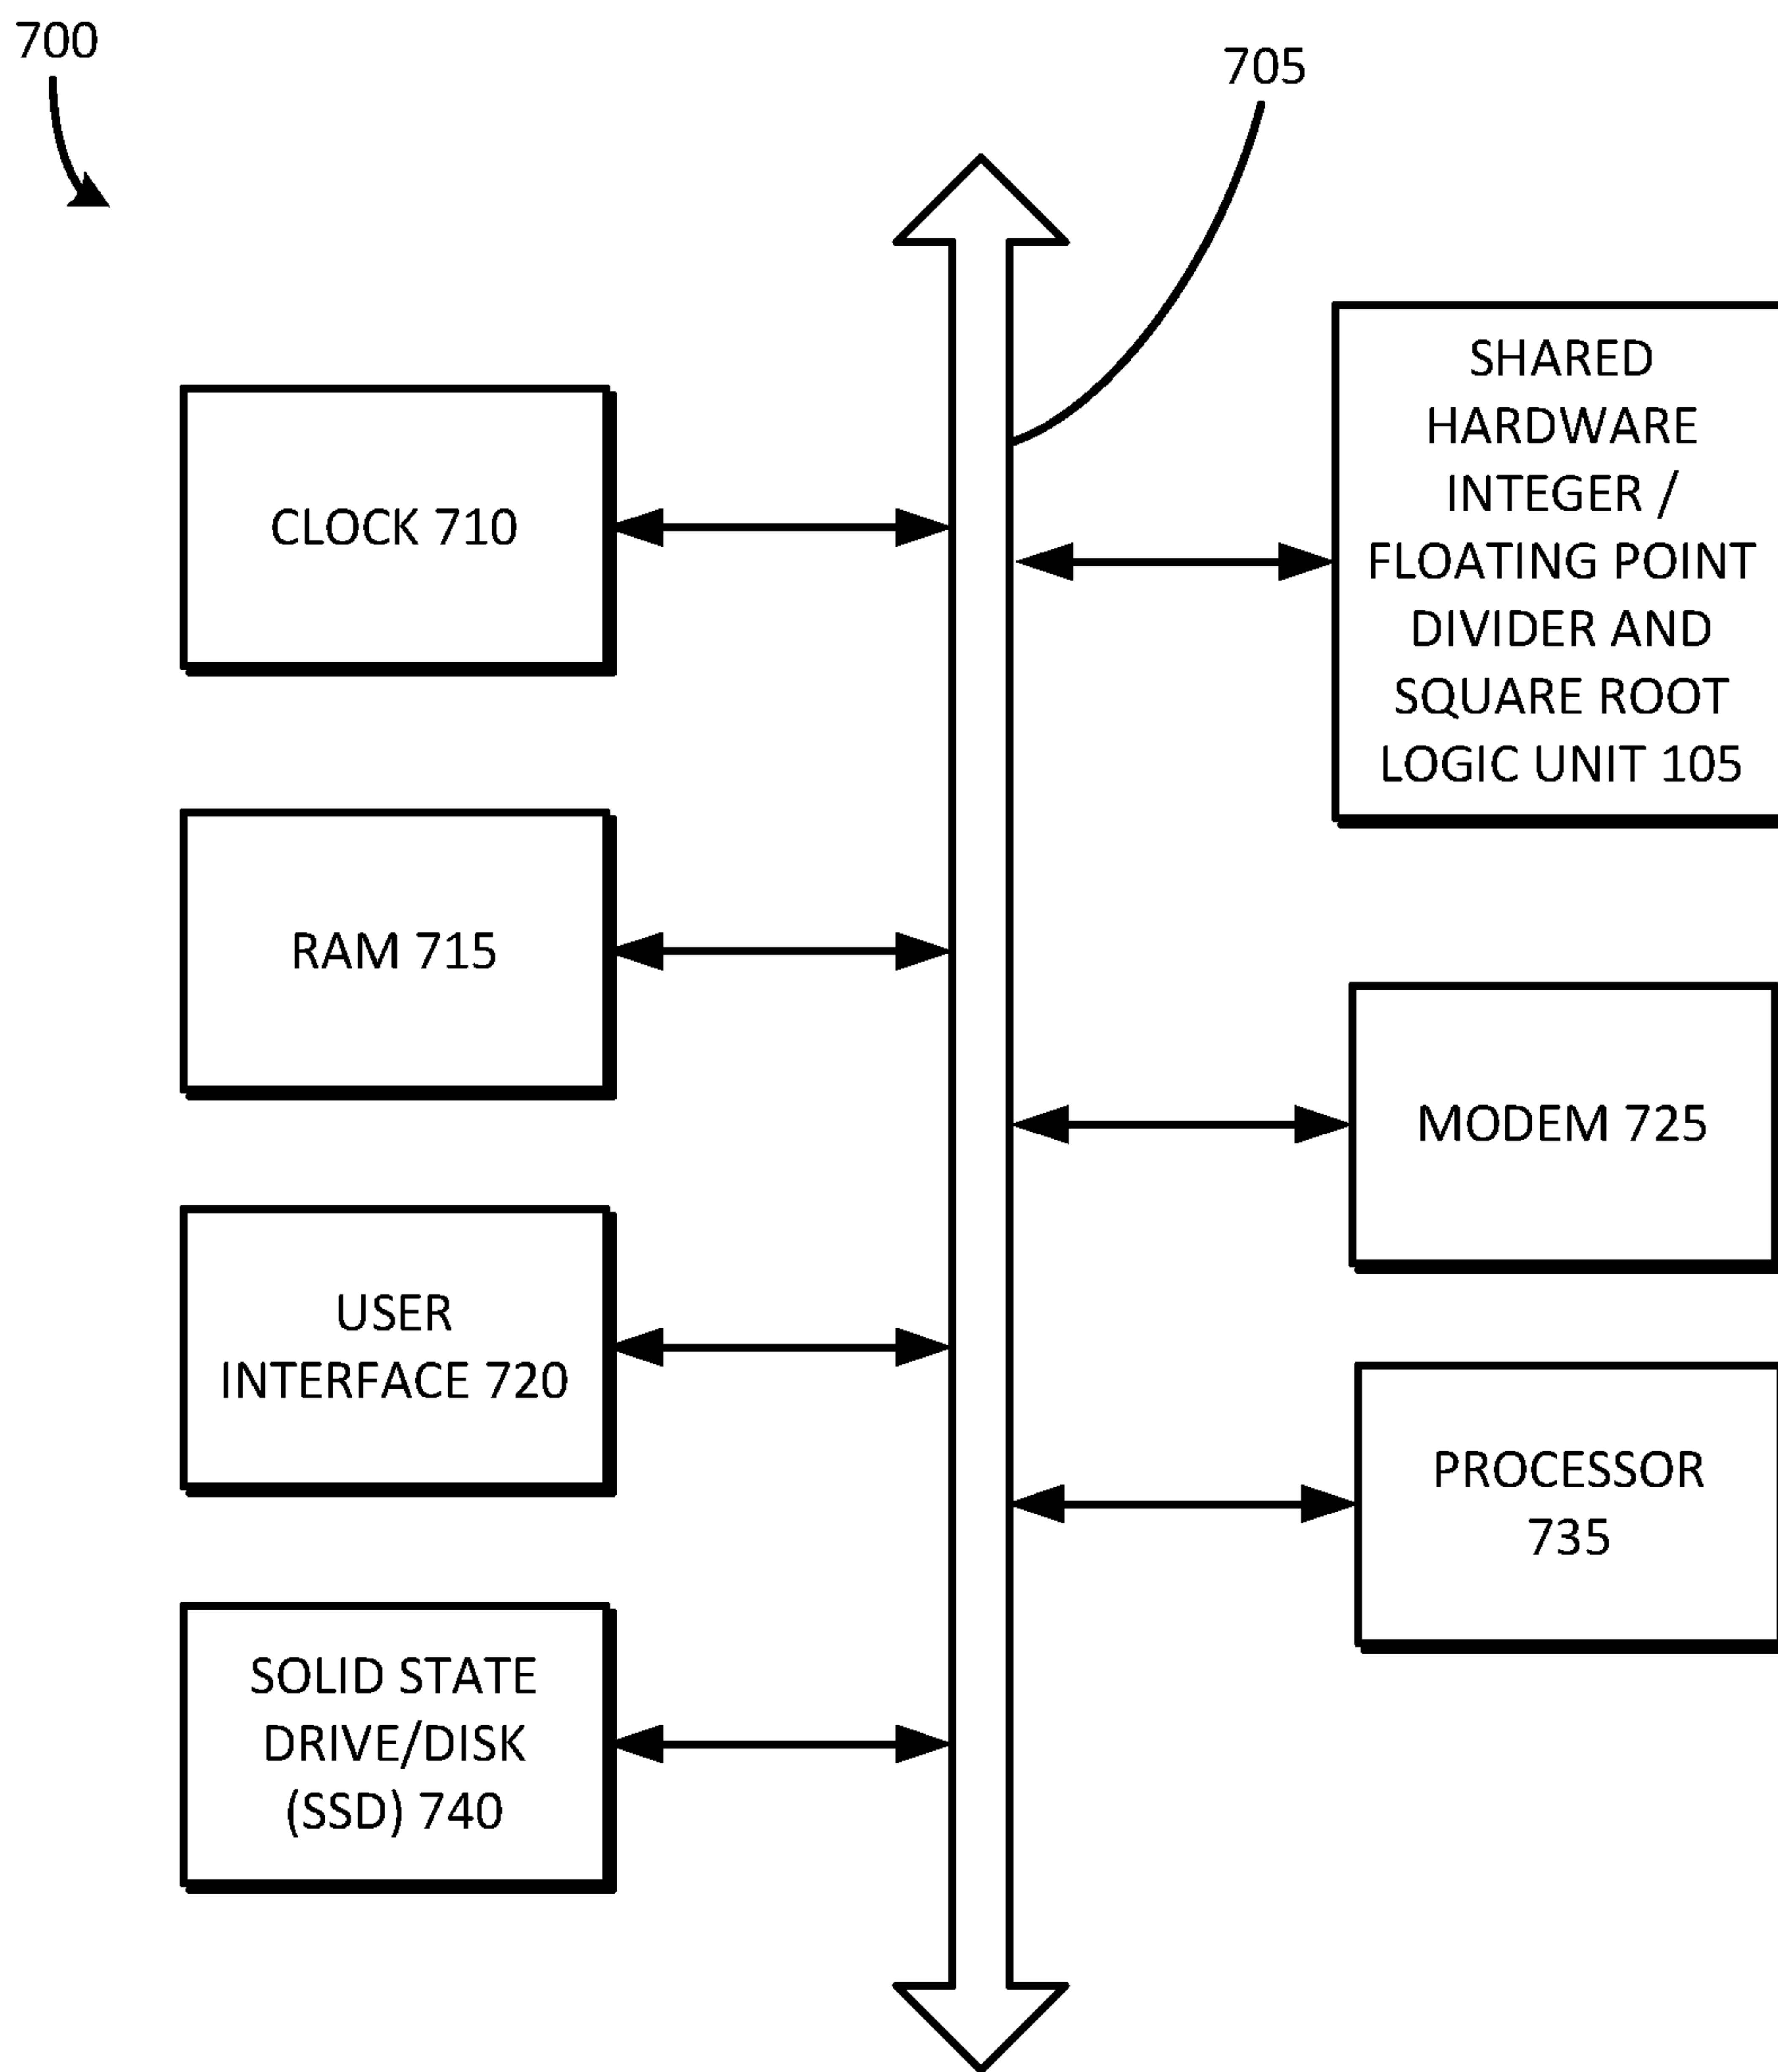 700
705
CLOCK 710
RAM 715
USER
INTERFACE 720
SOLID STATE
DRIVE/DISK
(SSD) 740
SHARED
HARDWARE
INTEGER /
FLOATING POINT
DIVIDER AND
SQUARE ROOT
LOGIC UNIT 105
MODEM 725
PROCESSOR
735